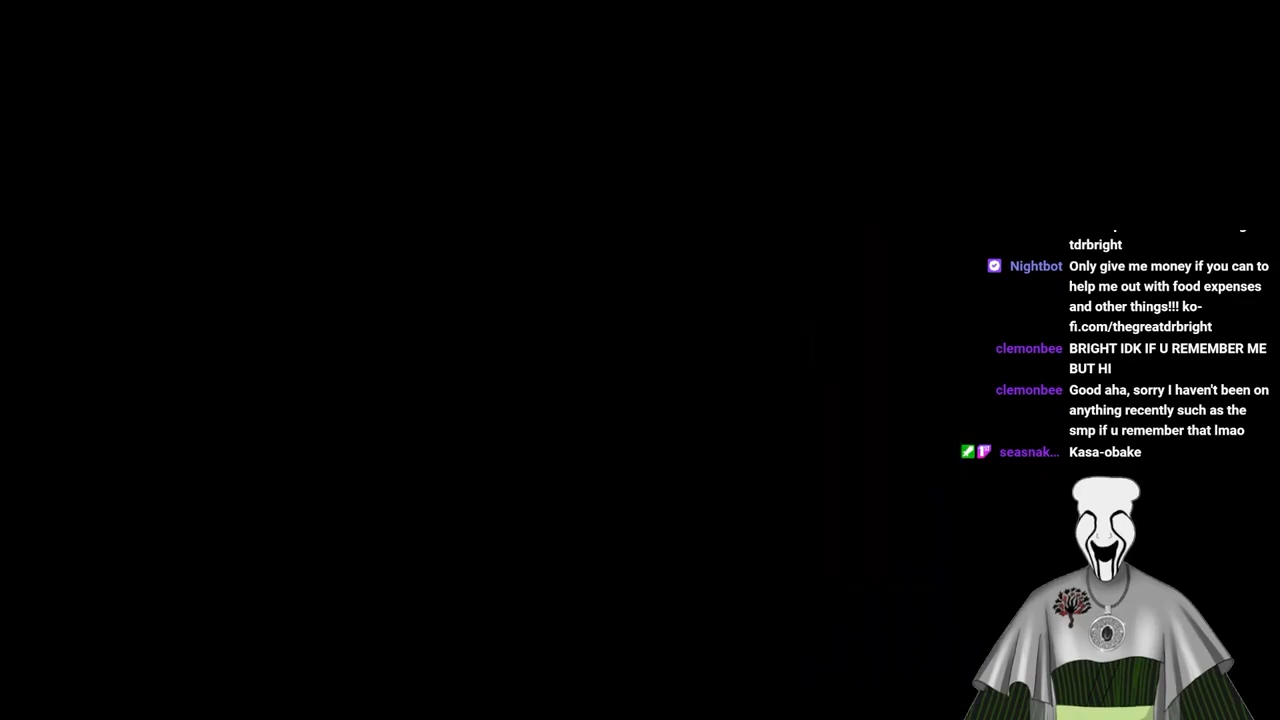 tdrbright
Nightbot Only give me money if you can to
help me out with food expenses
and other things!!! ko-
fi.com/thegreatdrbright
clemonbee BRIGHT IDK IF U REMEMBER ME
BUT HI
clemonbee Good aha, sorry I haven't been on
anything recently such as the
smp if u remember that lmao
seasnak... Kasa-obake